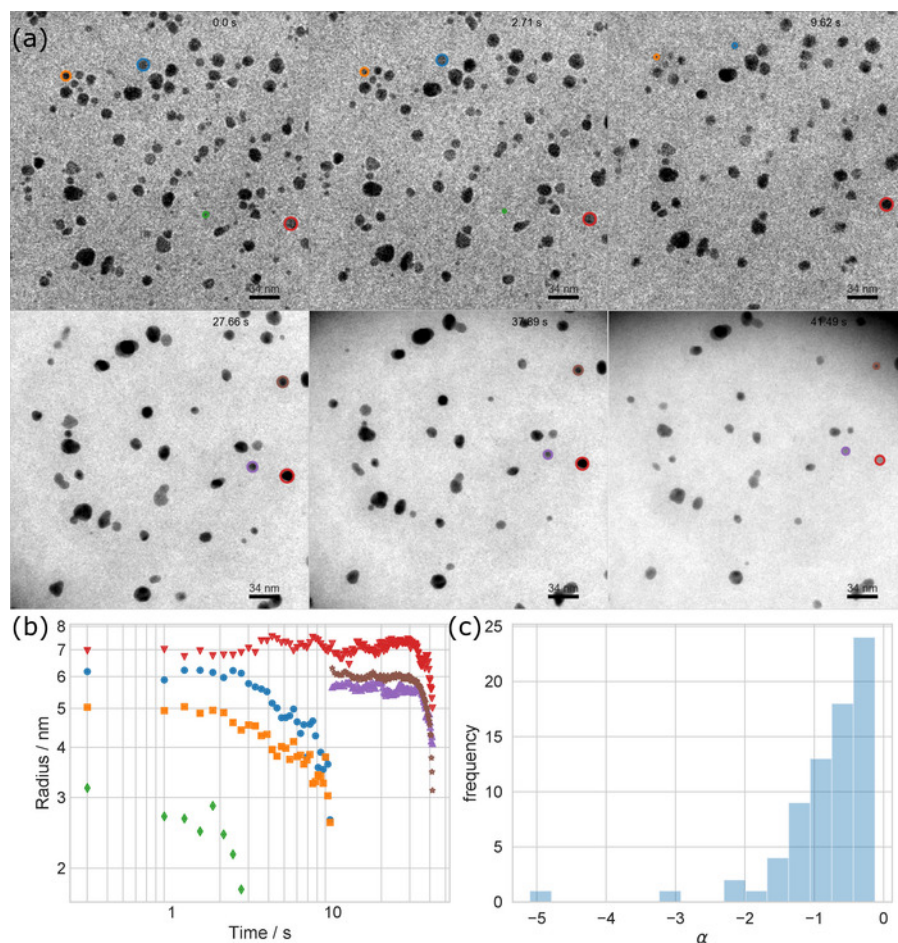 (a)
0.0 s
2.71 s
9.62 s
34 nm
34 nm
34 nm
27.66 s
37.89 s
41.49 s
34 nm
34 nm
34 nm
(b)
8
7
6
5
4
3
2
Radius / nm
1
10
Time / s
(c)
25
20
15
10
5
0
frequency
−5
−4
−3
−2
−1
0
α